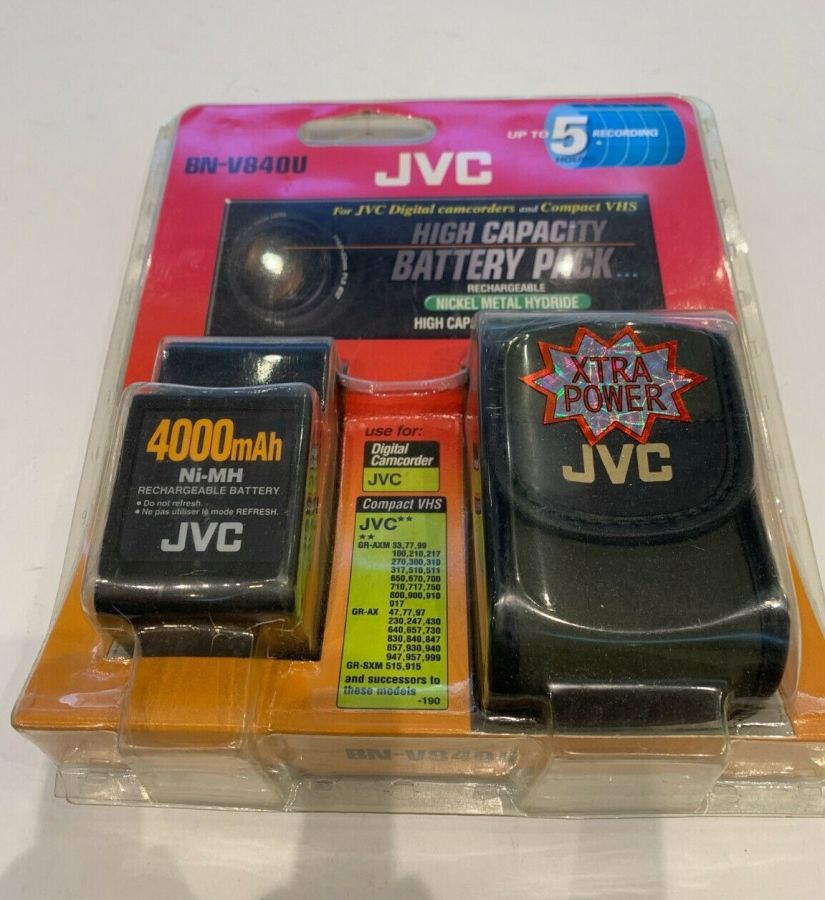 BN-V840U
JVC
UP TO 5 RECORDING
HOURS
For JVC Digital camcorders and Compact VHS
HIGH CAPACITY
BATTERY PACK...
RECHARGEABLE
NICKEL METAL HYDRIDE
HIGH CAP
XTRA
POWER
JVC
4000mAh
Ni-MH
RECHARGEABLE BATTERY
• Do not refresh.
• Ne pas utiliser le mode REFRESH.
JVC
use for:
Digital
Camcorder
JVC
Compact VHS
JVC**
**
GR-AXM 33,77,99
100,210,217
270,300,310
317,510,511
650,670,700
710,717,750
800,900,910
917
GR-AX 47,77,97
230,247,430
640,657,730
830,840,847
857,930,940
947,957,999
GR-SXM 515,915
and successors to
these models
-190
BN-V840U